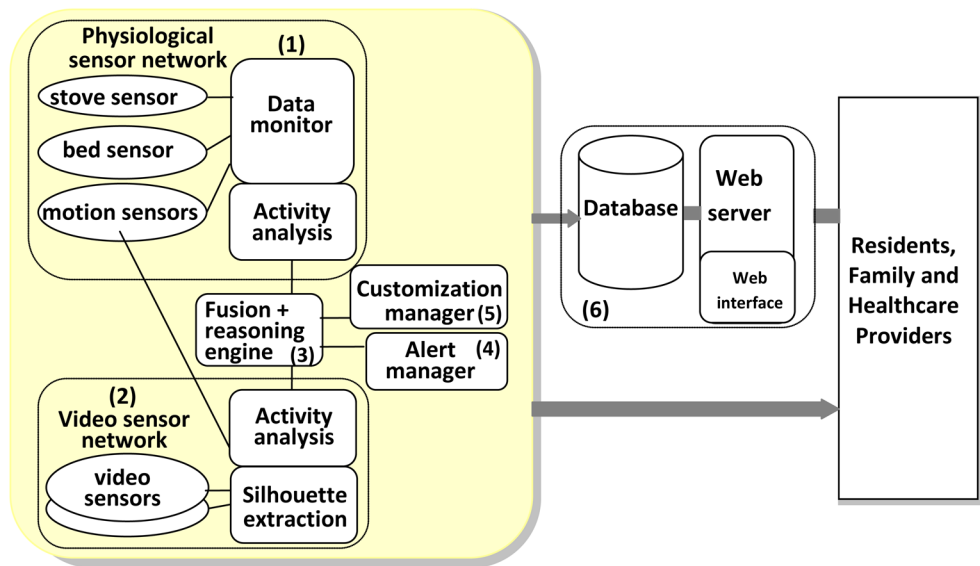 Physiological
sensor network
(1)
stove sensor
Data
monitor
bed sensor
motion sensors
Activity
analysis
Fusion +
reasoning
engine (3)
Customization
manager (5)
Alert (4)
manager
(2)
Video sensor
network
Activity
analysis
video
sensors
Silhouette
extraction
Database
Web
server
Web
interface
(6)
Residents,
Family and
Healthcare
Providers